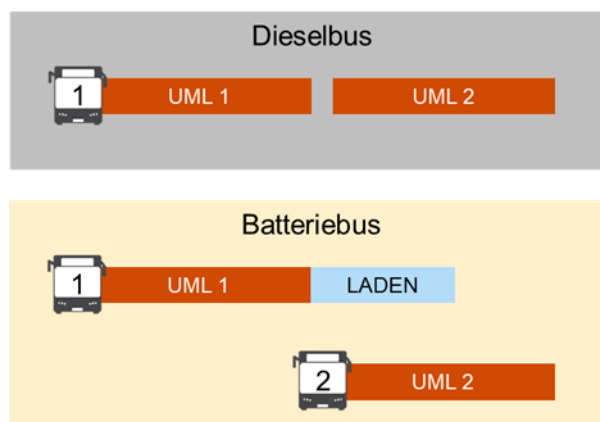 Dieselbus
1 UML 1 UML 2
Batteriebus
1 UML 1 LADEN
2 UML 2